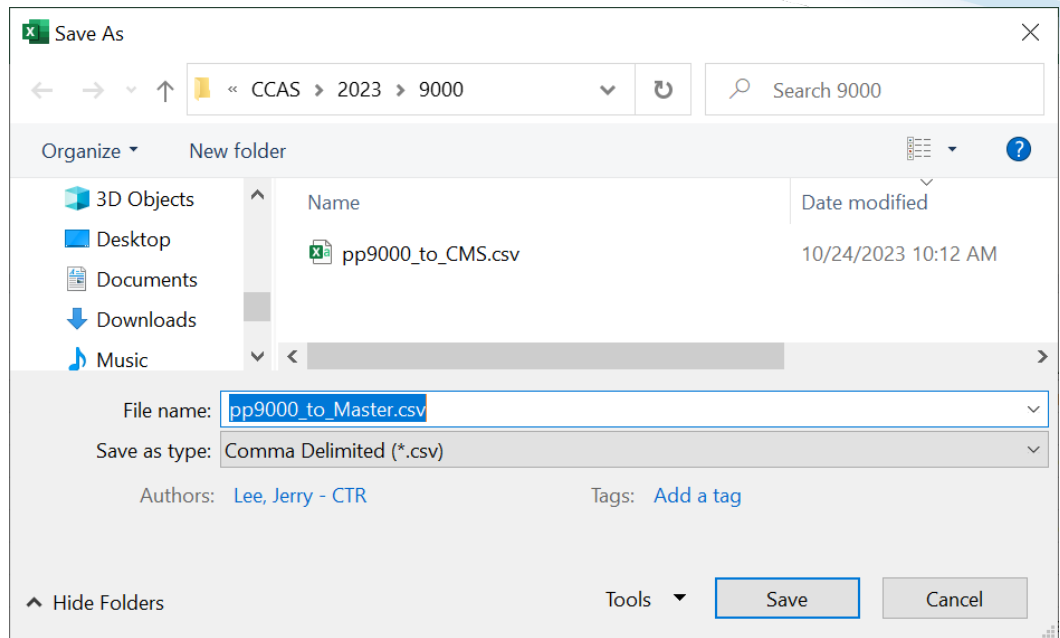 Save As
« CCAS > 2023 > 9000
Search 9000
Organize
New folder
3D Objects
Desktop
Documents
Downloads
Music
Name
Date modified
pp9000_to_CMS.csv
10/24/2023 10:12 AM
File name: pp9000_to_Master.csv
Save as type: Comma Delimited (*.csv)
Authors: Lee, Jerry - CTR
Tags: Add a tag
Hide Folders
Tools
Save
Cancel